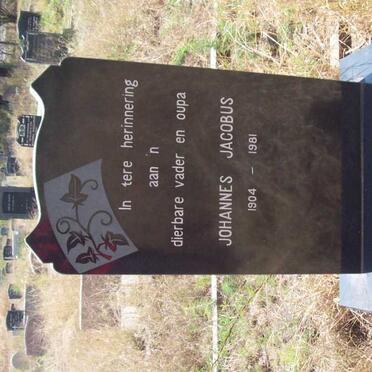 In tere herinnering
aan 'n
dierbare vader en oupa
JOHANNES JACOBUS
1904 - 1981